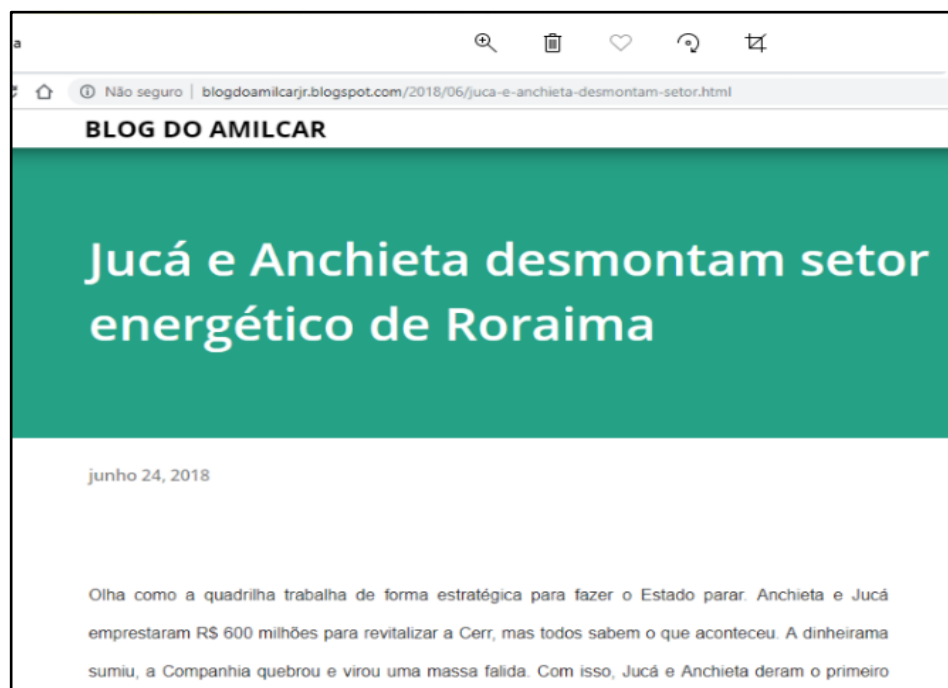 a
Não seguro | blogdoamilcarjr.blogspot.com/2018/06/juca-e-anchieta-desmontam-setor.html
BLOG DO AMILCAR
Jucá e Anchieta desmontam setor
energético de Roraima
junho 24, 2018
Olha como a quadrilha trabalha de forma estratégica para fazer o Estado parar. Anchieta e Jucá
emprestaram R$ 600 milhões para revitalizar a Cerr, mas todos sabem o que aconteceu. A dinheirama
sumiu, a Companhia quebrou e virou uma massa falida. Com isso, Jucá e Anchieta deram o primeiro